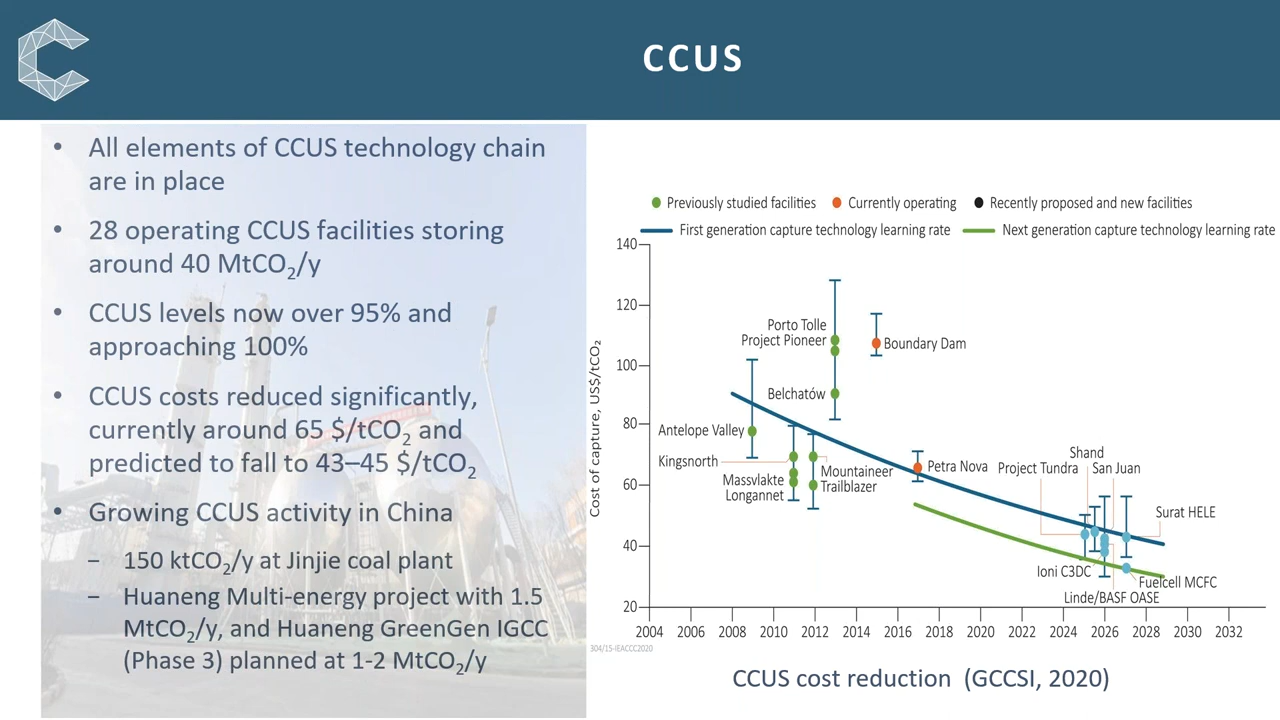 CCUS
• All elements of CCUS technology chain
are in place
• 28 operating CCUS facilities storing
around 40 MtCO₂/y
• CCUS levels now over 95% and
approaching 100%
• CCUS costs reduced significantly,
currently around 65 $/tCO₂ and
predicted to fall to 43–45 $/tCO₂
• Growing CCUS activity in China
– 150 ktCO₂/y at Jinjie coal plant
– Huaneng Multi-energy project with 1.5
MtCO₂/y, and Huaneng GreenGen IGCC
(Phase 3) planned at 1-2 MtCO₂/y
Previously studied facilities Currently operating Recently proposed and new facilities
First generation capture technology learning rate Next generation capture technology learning rate
Cost of capture, US$/tCO₂
140
120
100
80
60
40
20
Porto Tolle
Project Pioneer
Boundary Dam
Belchatów
Antelope Valley
Kingsnorth
Massvlakte
Longannet
Mountaineer
Trailblazer
Petra Nova
Shand
Project Tundra
San Juan
Surat HELE
Ioni C3DC
Fuelcell MCFC
Linde/BASF OASE
2004 2006 2008 2010 2012 2014 2016 2018 2020 2022 2024 2026 2028 2030 2032
304/15-IEACCC2020
CCUS cost reduction (GCCSI, 2020)